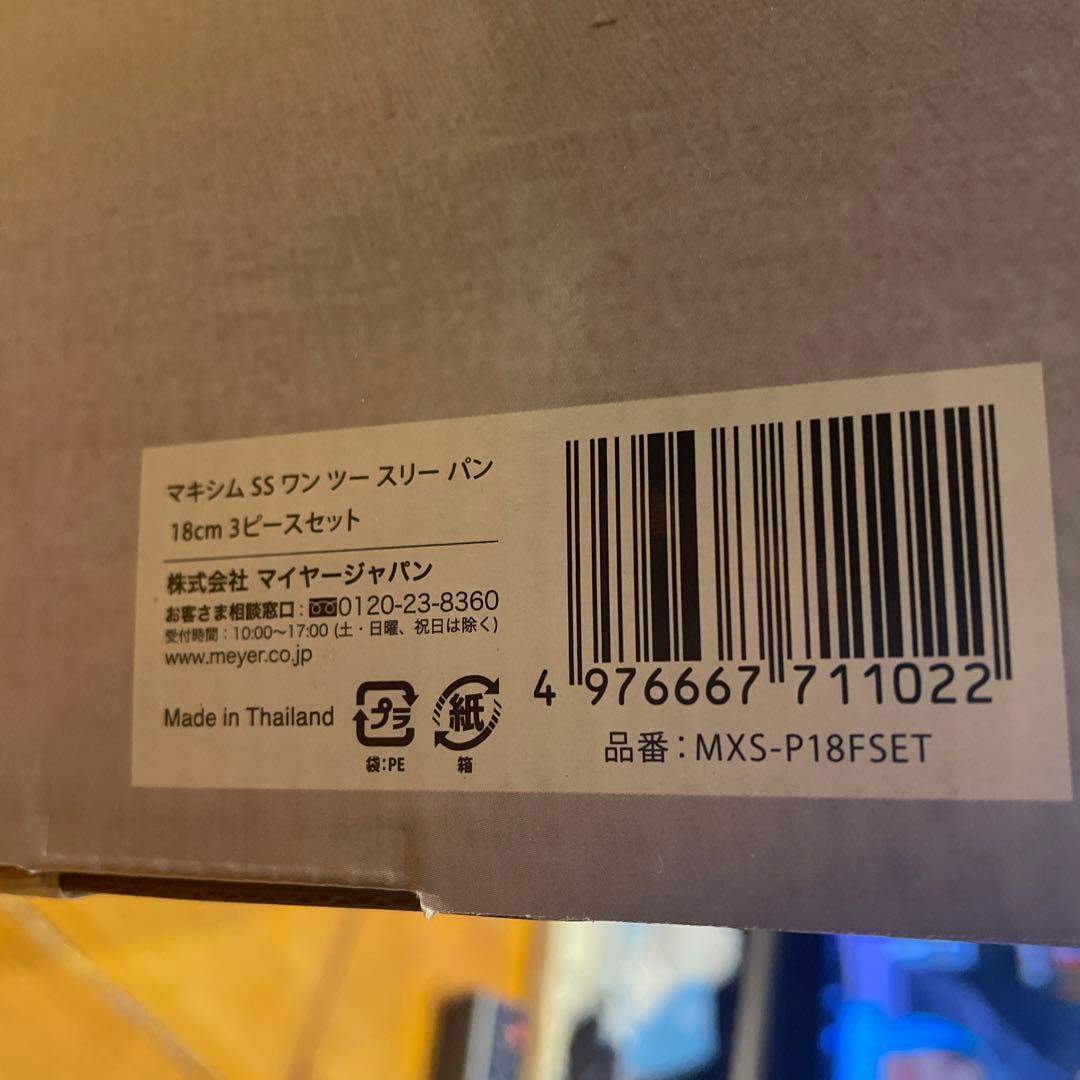 マキシム SS ワン ツー スリー パン
18cm 3ピースセット
株式会社 マイヤージャパン
お客さま相談窓口：0120-23-8360
受付時間：10:00〜17:00 (土・日曜、祝日は除く)
www.meyer.co.jp
Made in Thailand
プラ
袋:PE
紙
箱
4 976667 711022
品番：MXS-P18FSET